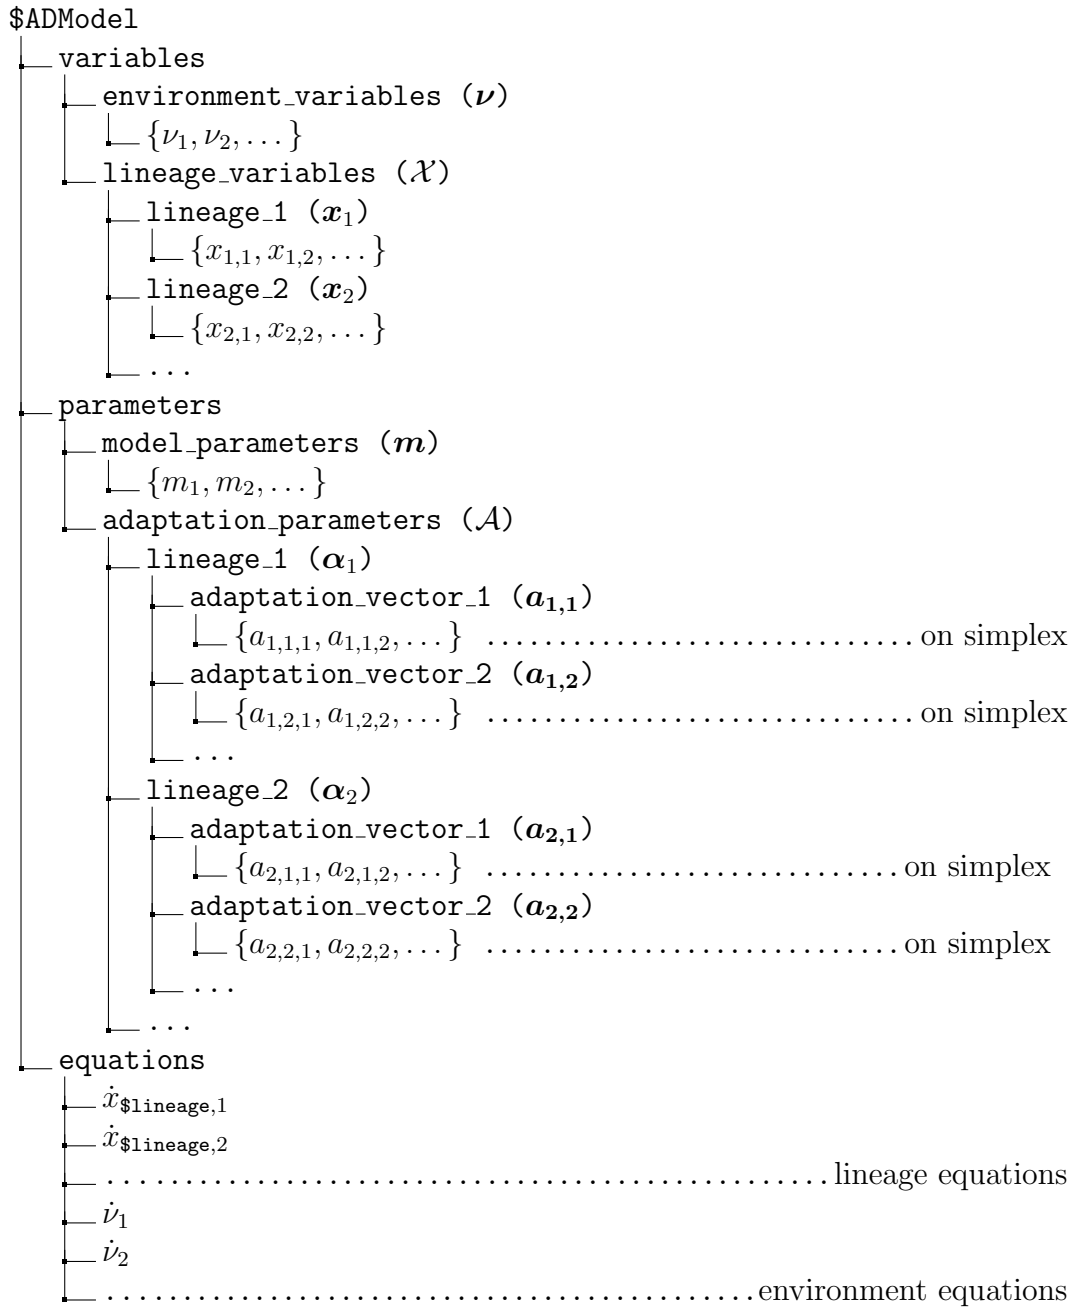 $ADModel
variables
environment_variables (ν)
{ν₁, ν₂, . . . }
lineage_variables (𝒳)
lineage_1 (x₁)
{x₁,₁, x₁,₂, . . . }
lineage_2 (x₂)
{x₂,₁, x₂,₂, . . . }
. . .
parameters
model_parameters (m)
{m₁, m₂, . . . }
adaptation_parameters (𝒜)
lineage_1 (α₁)
adaptation_vector_1 (a₁,₁)
{a₁,₁,₁, a₁,₁,₂, . . . } . . . . . . . . . . . . . . . . . . . . . . . . . . . . . . on simplex
adaptation_vector_2 (a₁,₂)
{a₁,₂,₁, a₁,₂,₂, . . . } . . . . . . . . . . . . . . . . . . . . . . . . . . . . . . on simplex
. . .
lineage_2 (α₂)
adaptation_vector_1 (a₂,₁)
{a₂,₁,₁, a₂,₁,₂, . . . } . . . . . . . . . . . . . . . . . . . . . . . . . . . . . on simplex
adaptation_vector_2 (a₂,₂)
{a₂,₂,₁, a₂,₂,₂, . . . } . . . . . . . . . . . . . . . . . . . . . . . . . . . . . on simplex
. . .
. . .
equations
ẋ$lineage,1
ẋ$lineage,2
. . . . . . . . . . . . . . . . . . . . . . . . . . . . . . . . . . . . . . . . . . . . . . . lineage equations
ν̇₁
ν̇₂
. . . . . . . . . . . . . . . . . . . . . . . . . . . . . . . . . . . . . . . . . . environment equations